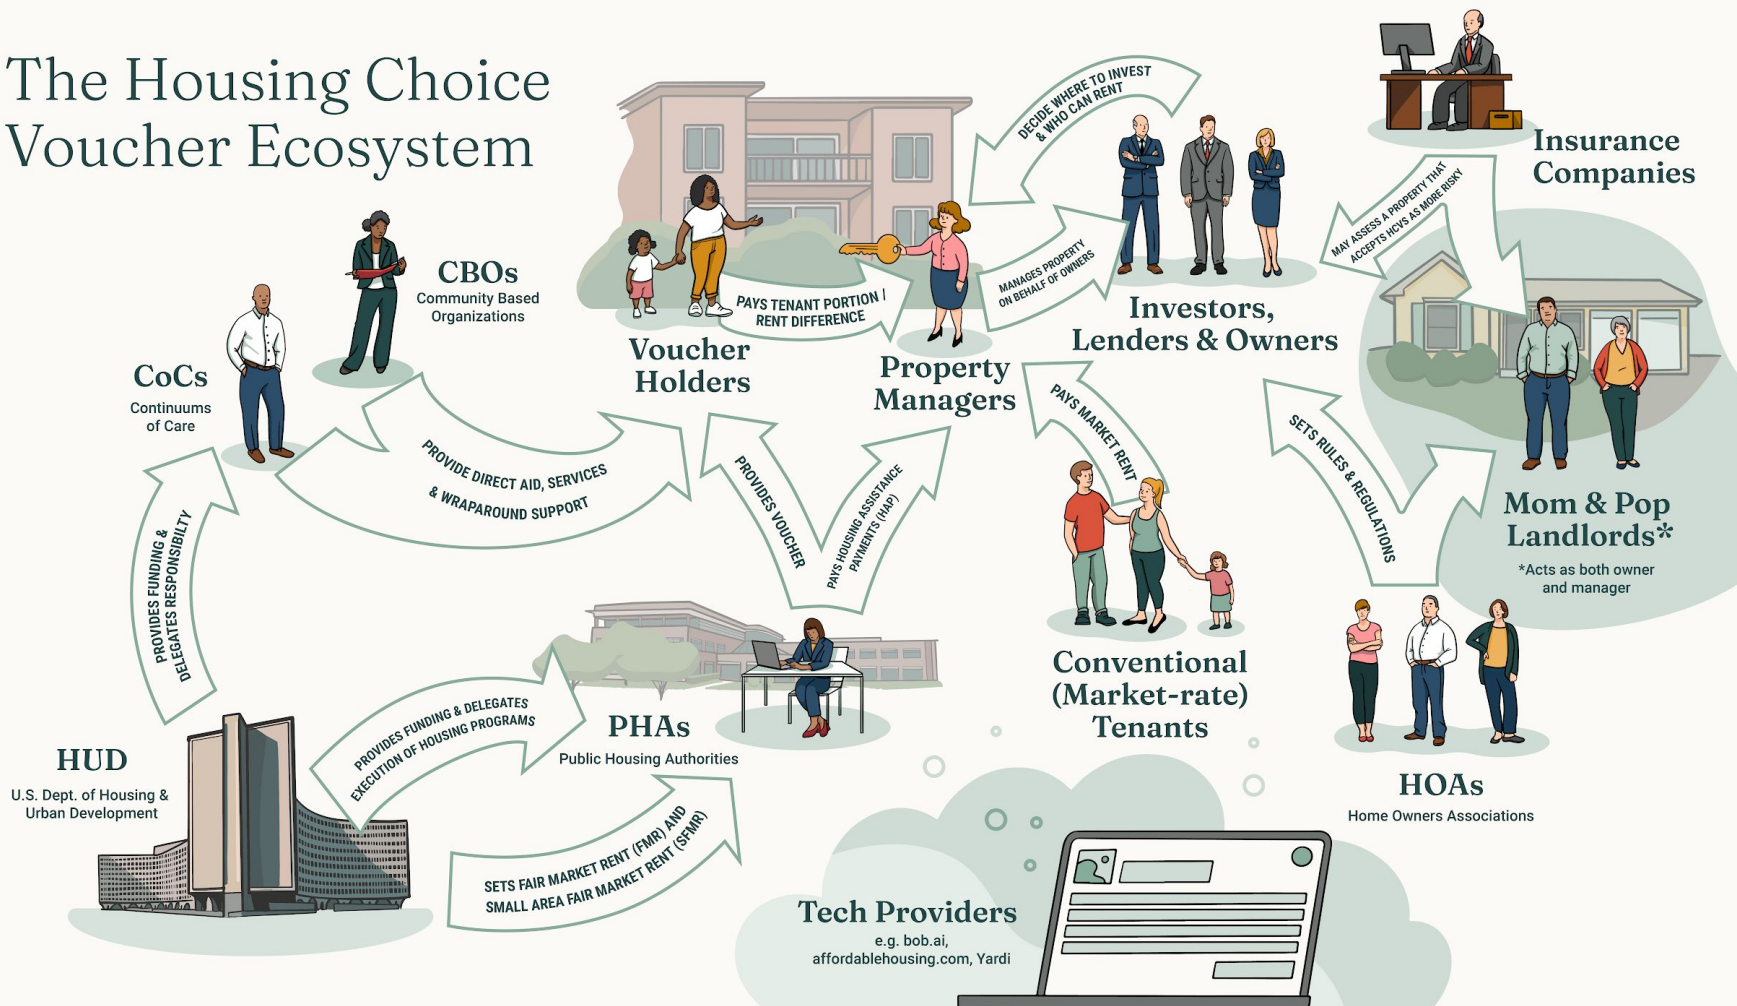 The Housing Choice
Voucher Ecosystem
DECIDE WHERE TO INVEST
& WHO CAN RENT
Insurance
Companies
MAY ASSESS A PROPERTY THAT
ACCEPTS HCVS AS MORE RISKY
CBOs
Community Based
Organizations
MANAGES PROPERTY
ON BEHALF OF OWNERS
PAYS TENANT PORTION /
RENT DIFFERENCE
Investors,
Lenders & Owners
Voucher
Holders
Property
Managers
CoCs
Continuums
of Care
PROVIDE DIRECT AID, SERVICES
& WRAPAROUND SUPPORT
PROVIDES VOUCHER
PAYS HOUSING ASSISTANCE
PAYMENTS (HAP)
PAYS MARKET RENT
SETS RULES & REGULATIONS
Mom & Pop
Landlords*
*Acts as both owner
and manager
PROVIDES FUNDING &
DELEGATES RESPONSIBILTY
Conventional
(Market-rate)
Tenants
PROVIDES FUNDING & DELEGATES
EXECUTION OF HOUSING PROGRAMS
PHAs
Public Housing Authorities
HUD
U.S. Dept. of Housing &
Urban Development
HOAs
Home Owners Associations
SETS FAIR MARKET RENT (FMR) AND
SMALL AREA FAIR MARKET RENT (SFMR)
Tech Providers
e.g. bob.ai,
affordablehousing.com, Yardi